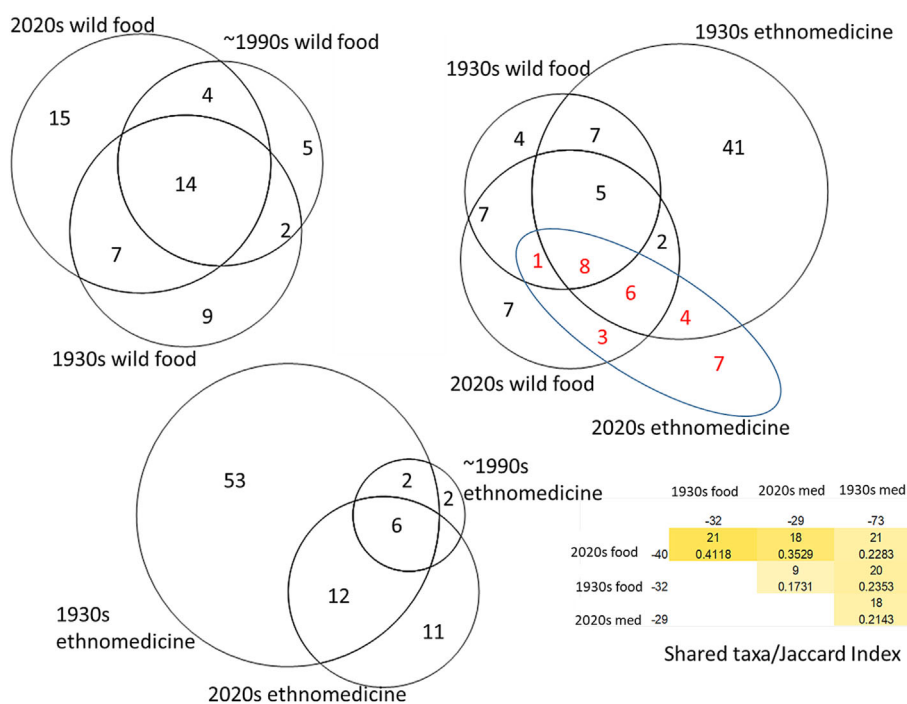 2020s wild food
~1990s wild food
4
15
5
14
2
7
9
1930s wild food
1930s ethnomedicine
1930s wild food
4
7
41
5
7
2
1
8
6
7
4
3
7
2020s wild food
2020s ethnomedicine
~1990s
ethnomedicine
53
2
2
6
12
11
1930s
ethnomedicine
2020s ethnomedicine
1930s food 2020s med 1930s med
-32 -29 -73
21 18 21
2020s food -40 0.4118 0.3529 0.2283
9 20
1930s food -32 0.1731 0.2353
18
2020s med -29 0.2143
Shared taxa/Jaccard Index